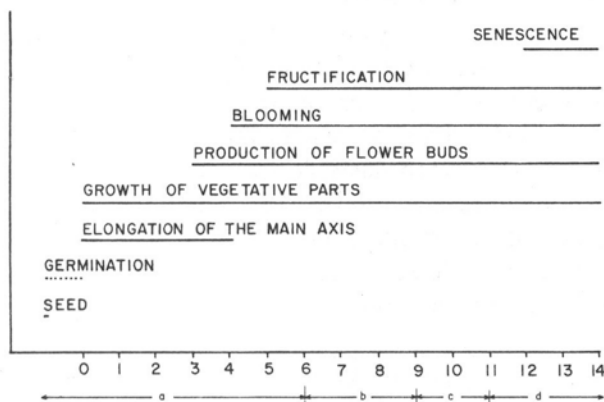 SENESCENCE
FRUCTIFICATION
BLOOMING
PRODUCTION OF FLOWER BUDS
GROWTH OF VEGETATIVE PARTS
ELONGATION OF THE MAIN AXIS
GERMINATION
SEED
0 1 2 3 4 5 6 7 8 9 10 11 12 13 14
a b c d